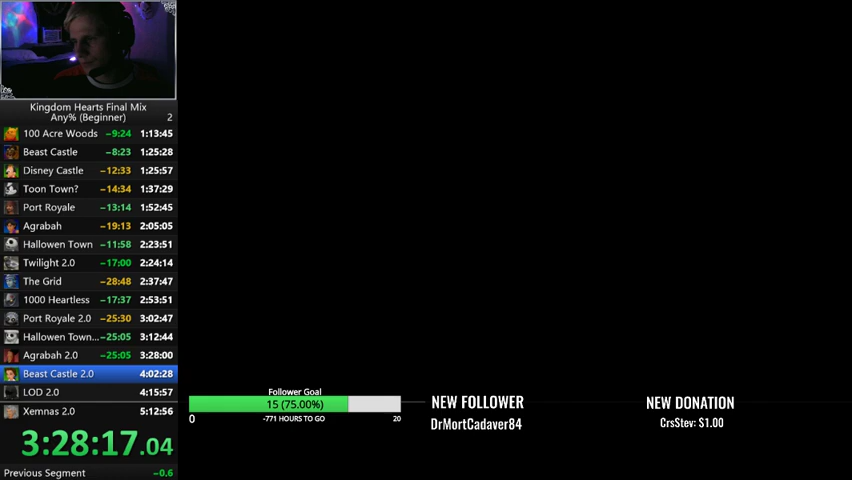 Kingdom Hearts Final Mix
Any% (Beginner) 2
100 Acre Woods −9:24 1:13:45
Beast Castle −8:23 1:25:28
Disney Castle −12:33 1:25:57
Toon Town? −14:34 1:37:29
Port Royale −13:14 1:52:45
Agrabah −19:13 2:05:05
Hallowen Town −11:58 2:23:51
Twilight 2.0 −17:00 2:24:14
The Grid −28:48 2:37:47
1000 Heartless −17:37 2:53:51
Port Royale 2.0 −25:30 3:02:47
Hallowen Town... −25:05 3:12:44
Agrabah 2.0 −25:05 3:28:00
Beast Castle 2.0 4:02:28
LOD 2.0 4:15:57
Xemnas 2.0 5:12:56
3:28:17.04
Previous Segment −0.6
Follower Goal
15 (75.00%)
0 -771 HOURS TO GO 20
NEW FOLLOWER
DrMortCadaver84
NEW DONATION
CrsStev: $1.00